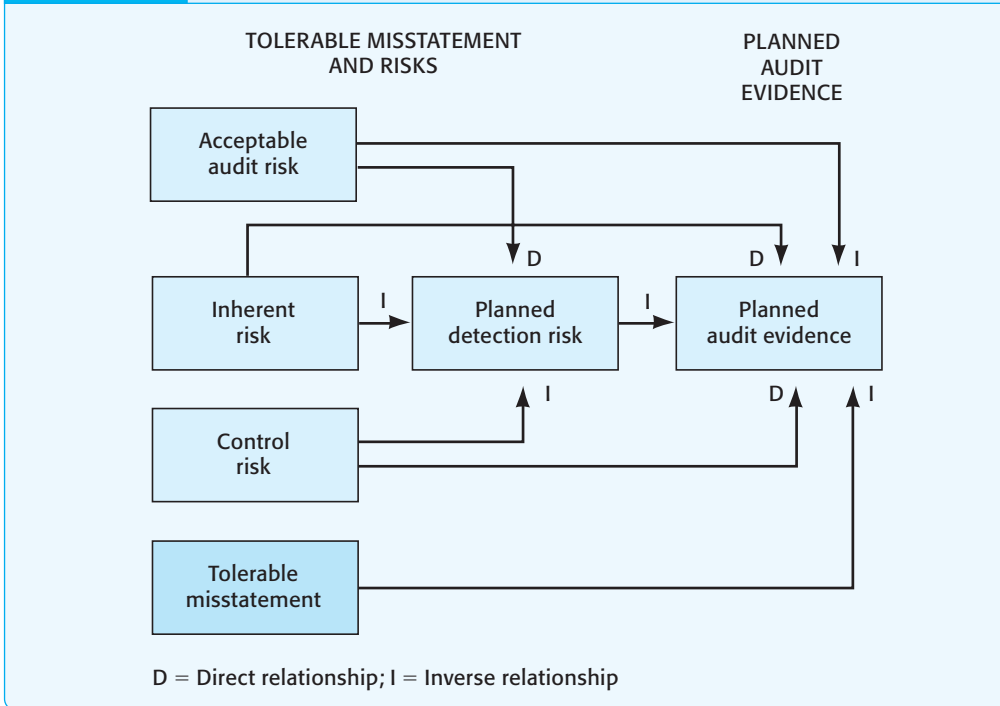 TOLERABLE MISSTATEMENT
AND RISKS
PLANNED
AUDIT
EVIDENCE
Acceptable
audit risk
D
D
I
Inherent
risk
I
Planned
detection risk
I
Planned
audit evidence
I
D
I
Control
risk
Tolerable
misstatement
D = Direct relationship; I = Inverse relationship